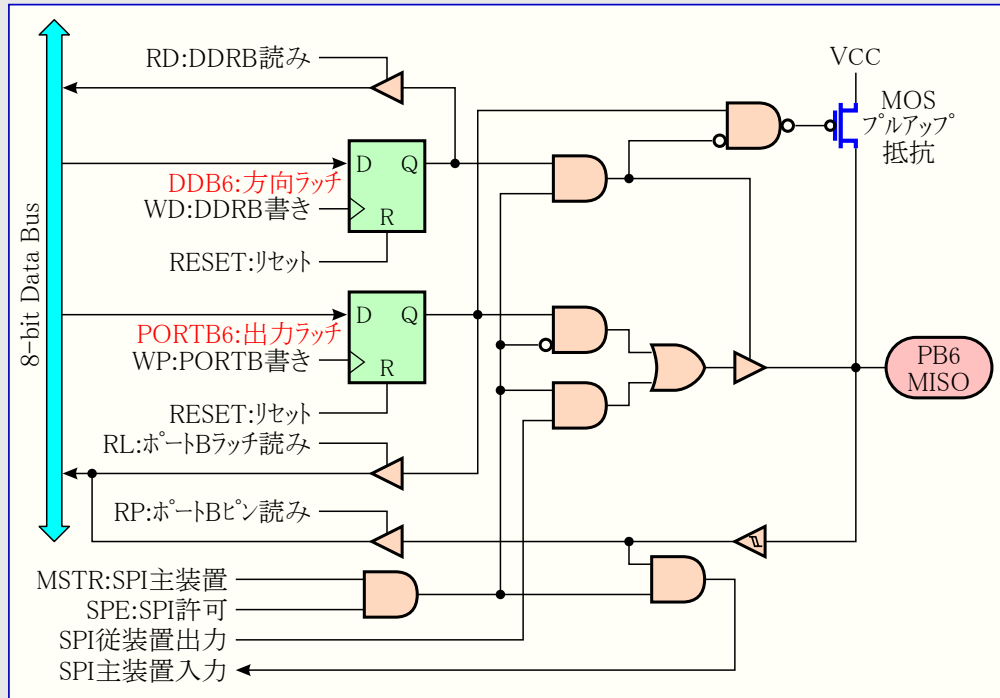 RD:DDRB読み
VCC
MOS
プルアップ
抵抗
D Q
DDB6:方向ラッチ
WD:DDRB書き
R
RESET:リセット
8-bit Data Bus
D Q
PORTB6:出力ラッチ
WP:PORTB書き
R
PB6
MISO
RESET:リセット
RL:ポートBラッチ読み
RP:ポートBピン読み
MSTR:SPI主装置
SPE:SPI許可
SPI従装置出力
SPI主装置入力